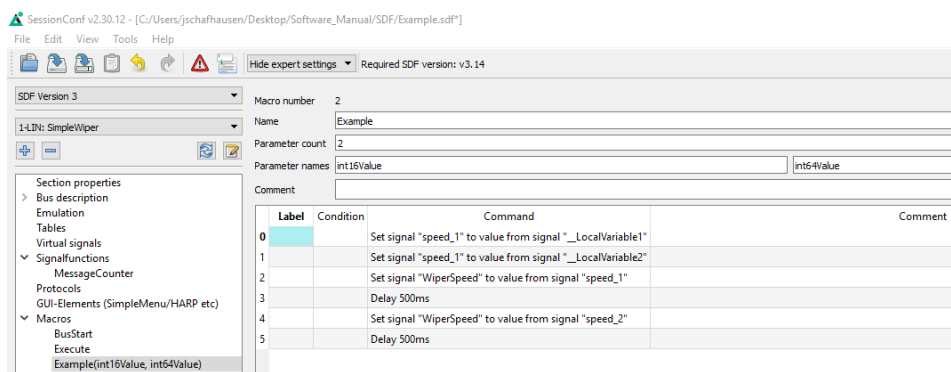 SessionConf v2.30.12 - [C:/Users/jschafhausen/Desktop/Software_Manual/SDF/Example.sdf*]
File Edit View Tools Help
Hide expert settings Required SDF version: v3.14
SDF Version 3
1-LIN: SimpleWiper
Section properties
Bus description
Emulation
Tables
Virtual signals
Signalfunctions
MessageCounter
Protocols
GUI-Elements (SimpleMenu/HARP etc)
Macros
BusStart
Execute
Example(int16Value, int64Value)
Macro number 2
Name Example
Parameter count 2
Parameter names int16Value int64Value
Comment
Label Condition Command Comment
0 Set signal "speed_1" to value from signal "__LocalVariable1"
1 Set signal "speed_1" to value from signal "__LocalVariable2"
2 Set signal "WiperSpeed" to value from signal "speed_1"
3 Delay 500ms
4 Set signal "WiperSpeed" to value from signal "speed_2"
5 Delay 500ms